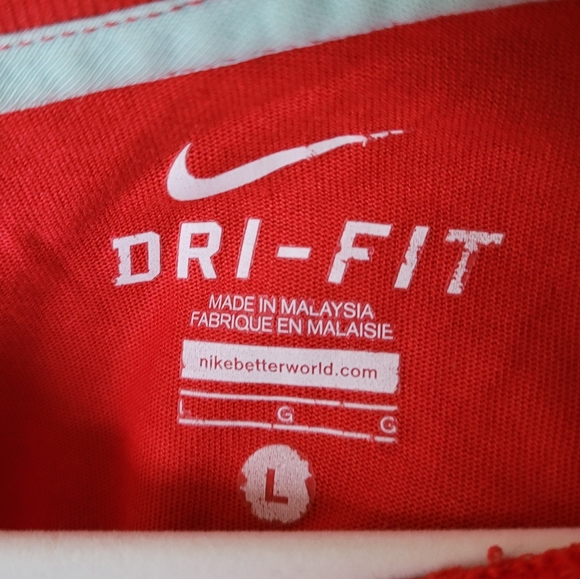 DRI-FIT
MADE IN MALAYSIA
FABRIQUE EN MALAISIE
nikebetterworld.com
L G G
L